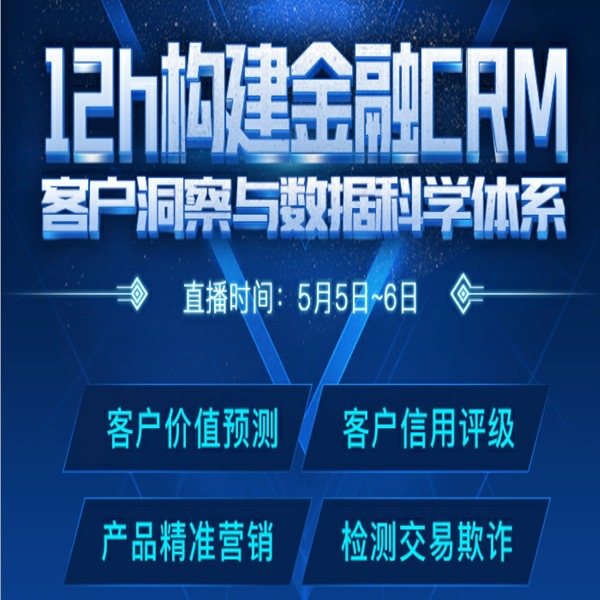 12h构建金融CRM
客户洞察与数据科学体系
直播时间：5月5日~6日
客户价值预测
客户信用评级
产品精准营销
检测交易欺诈